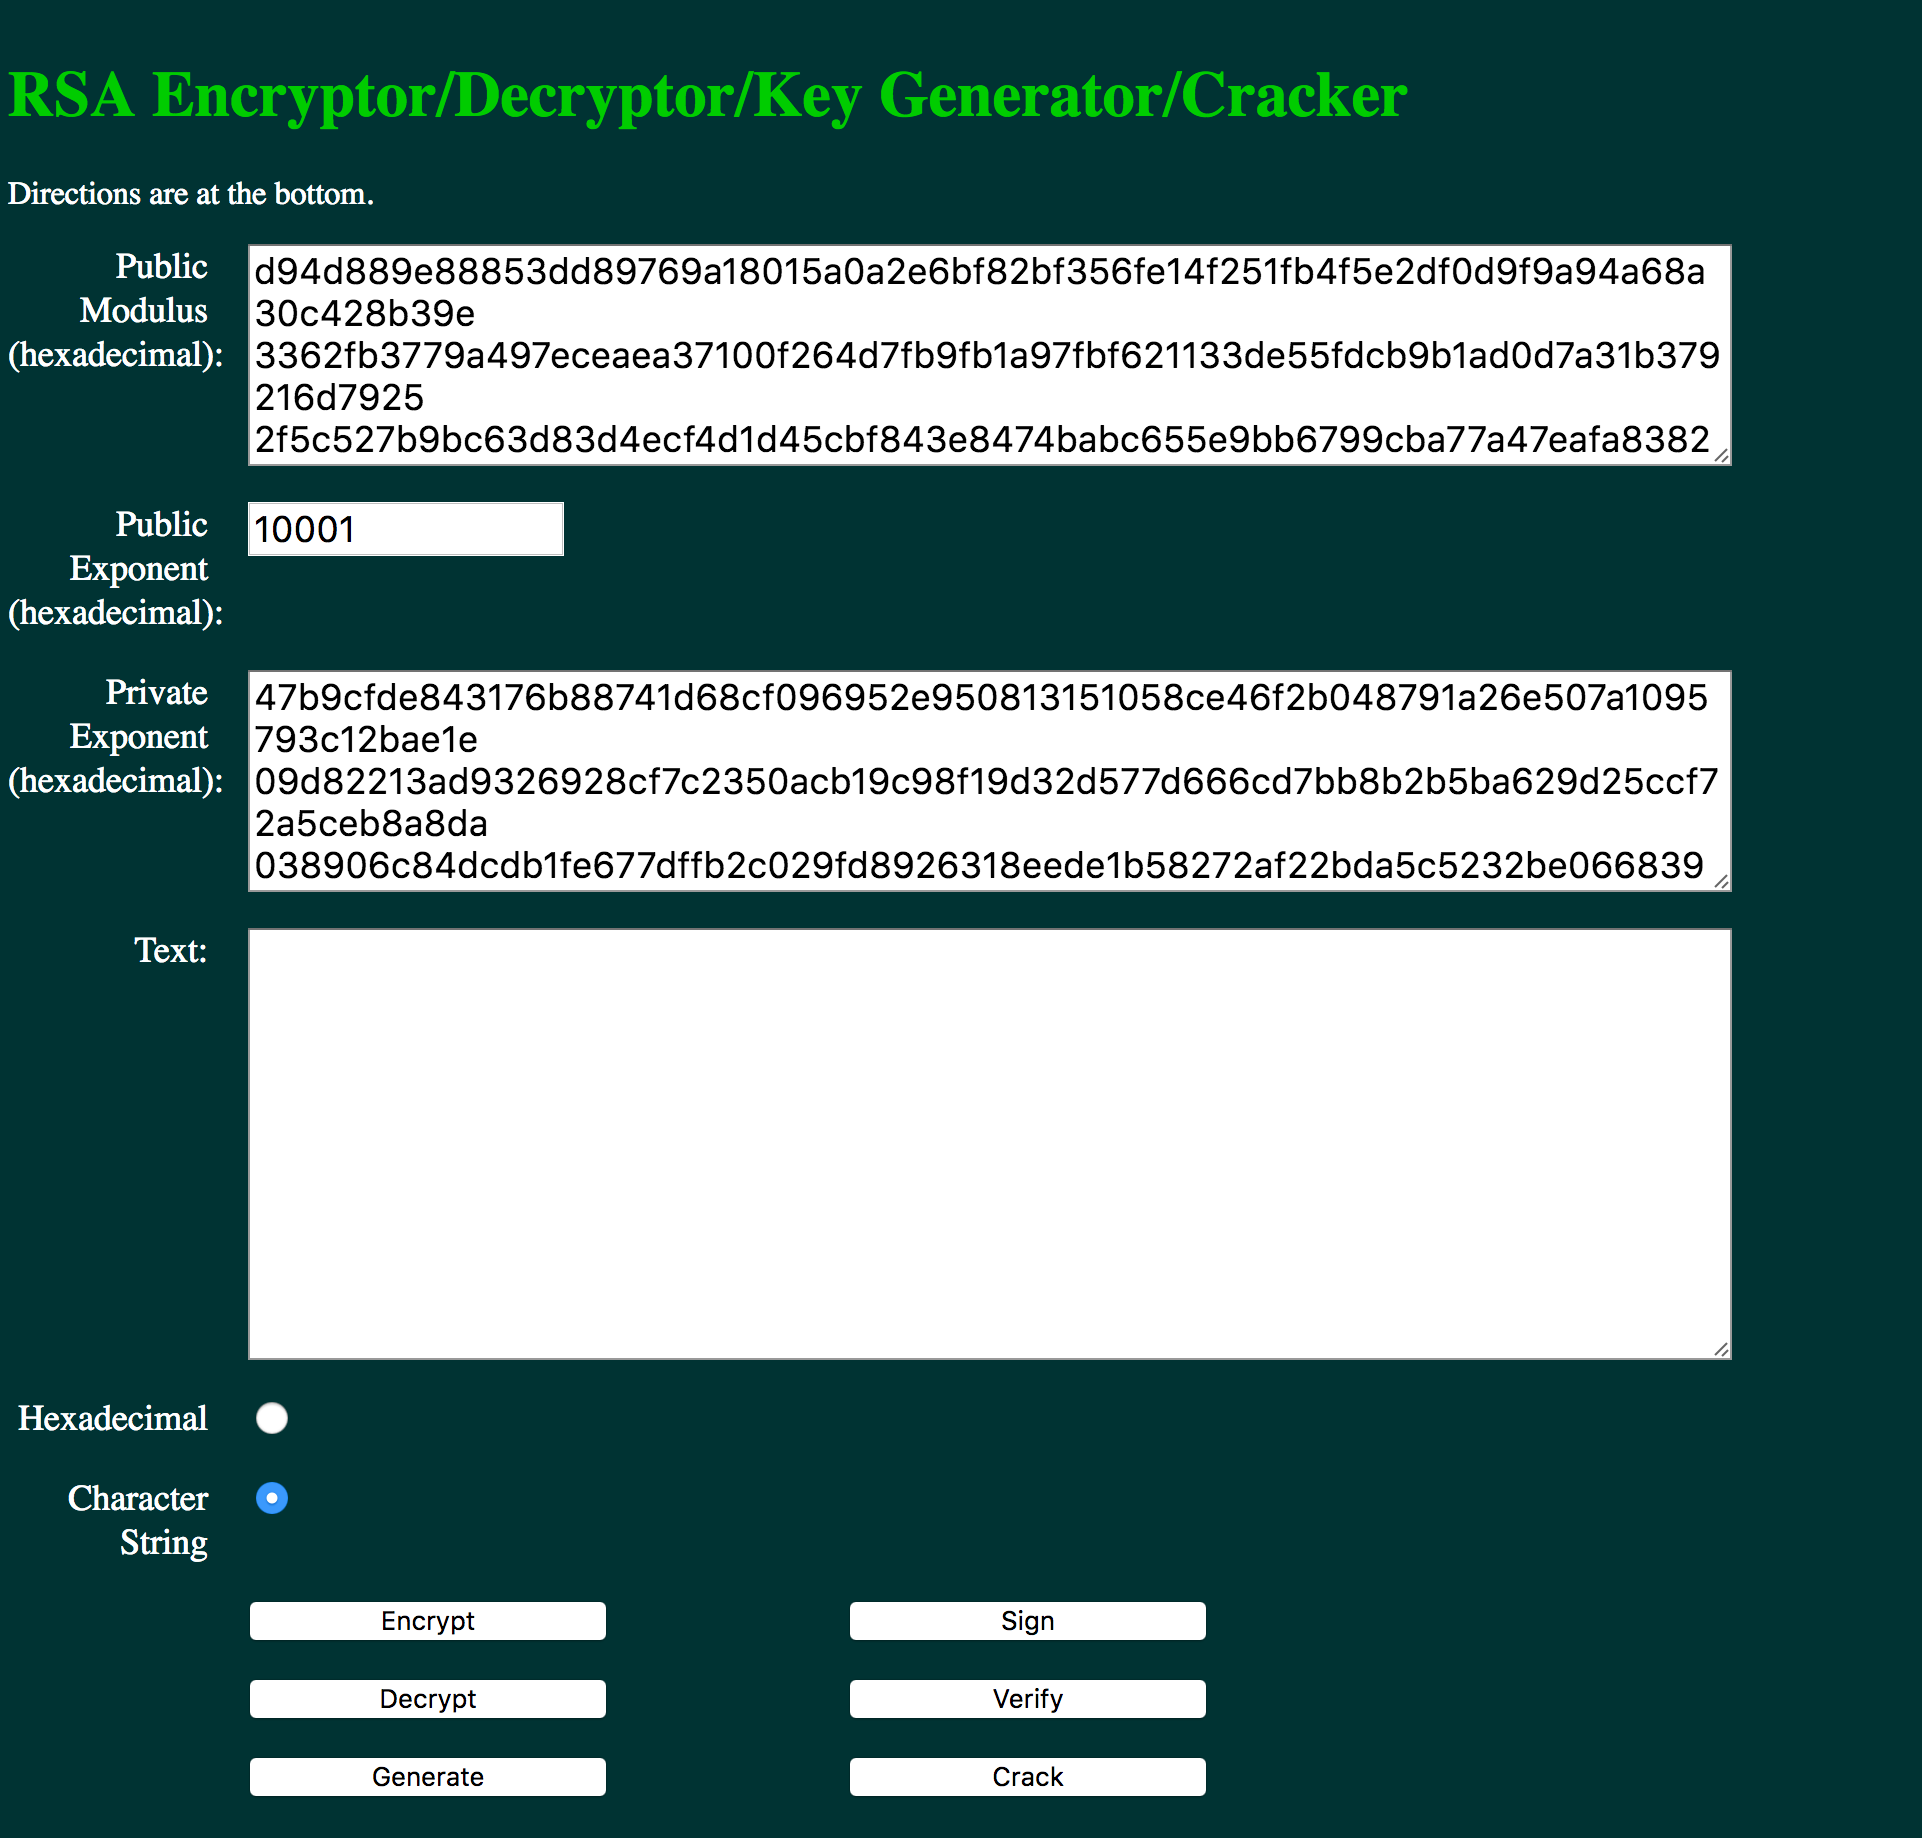 RSA Encryptor/Decryptor/Key Generator/Cracker
Directions are at the bottom.
Public
Modulus
(hexadecimal):
d94d889e88853dd89769a18015a0a2e6bf82bf356fe14f251fb4f5e2df0d9f9a94a68a
30c428b39e
3362fb3779a497eceaea37100f264d7fb9fb1a97fbf621133de55fdcb9b1ad0d7a31b379
216d7925
2f5c527b9bc63d83d4ecf4d1d45cbf843e8474babc655e9bb6799cba77a47eafa8382
Public
Exponent
(hexadecimal):
10001
Private
Exponent
(hexadecimal):
47b9cfde843176b88741d68cf096952e950813151058ce46f2b048791a26e507a1095
793c12bae1e
09d82213ad9326928cf7c2350acb19c98f19d32d577d666cd7bb8b2b5ba629d25ccf7
2a5ceb8a8da
038906c84dcdb1fe677dffb2c029fd8926318eede1b58272af22bda5c5232be066839
Text:
Hexadecimal
Character
String
Encrypt
Sign
Decrypt
Verify
Generate
Crack